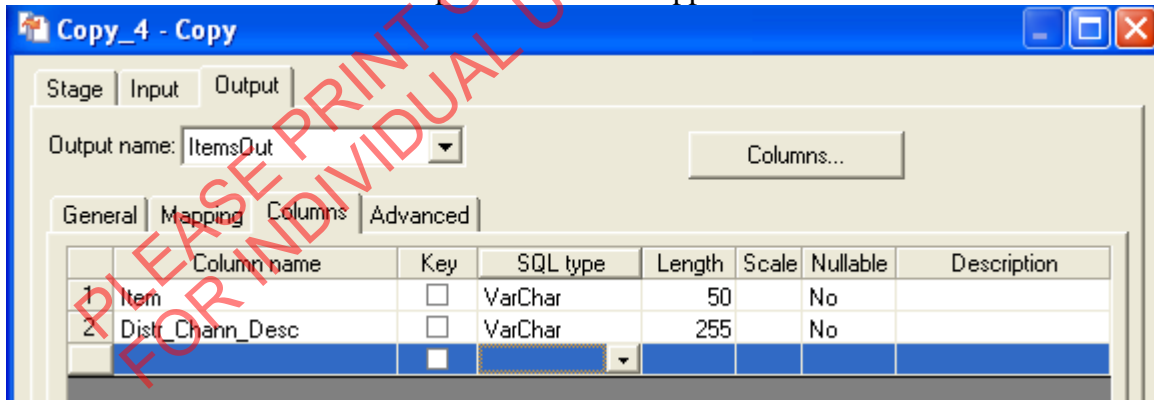 Copy_4 - Copy
Stage Input Output
Output name: ItemsOut Columns...
General Mapping Columns Advanced
Column name Key SQL type Length Scale Nullable Description
1 Item VarChar 50 No
2 Distr_Chann_Desc VarChar 255 No
PLEASE PRINT
FOR INDIVIDUAL